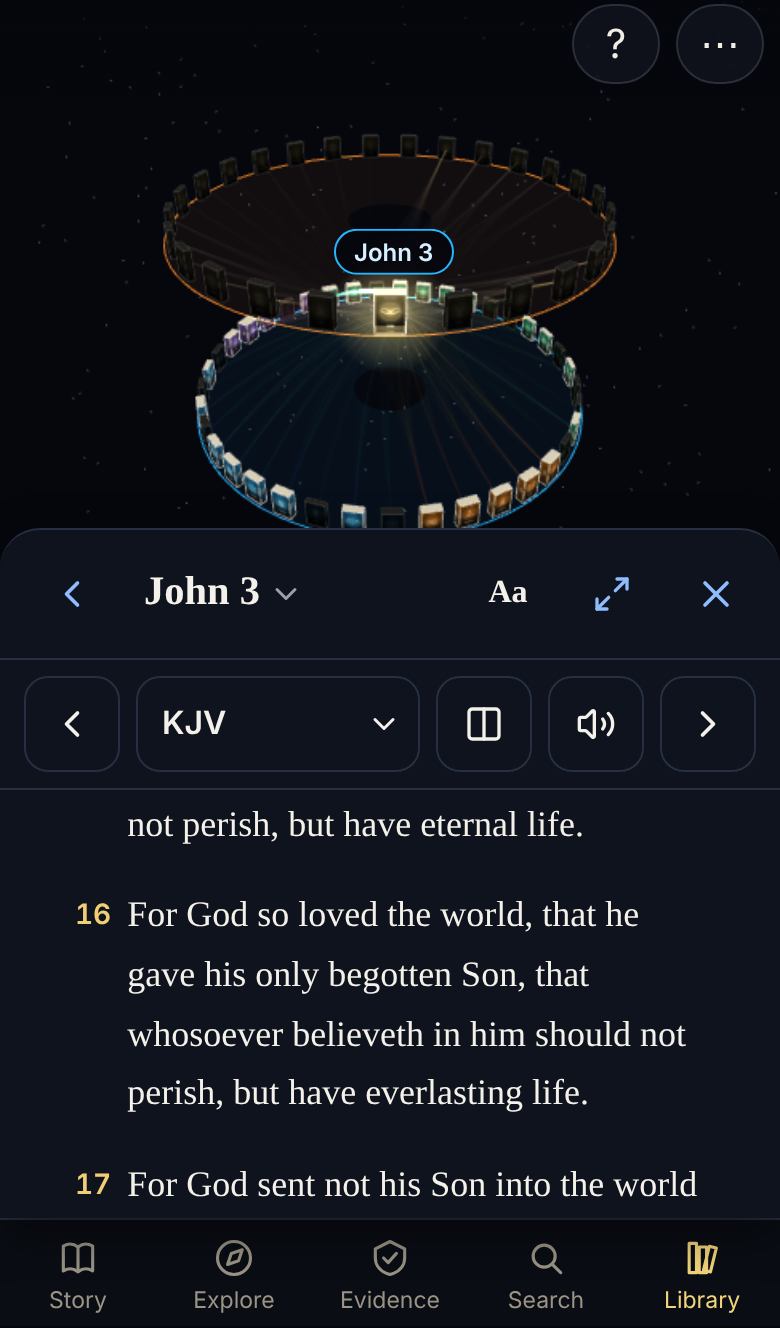 ?
...
John 3
John 3
Aa
KJV
not perish, but have eternal life.
16 For God so loved the world, that he
gave his only begotten Son, that
whosoever believeth in him should not
perish, but have everlasting life.
17 For God sent not his Son into the world
Story
Explore
Evidence
Search
Library